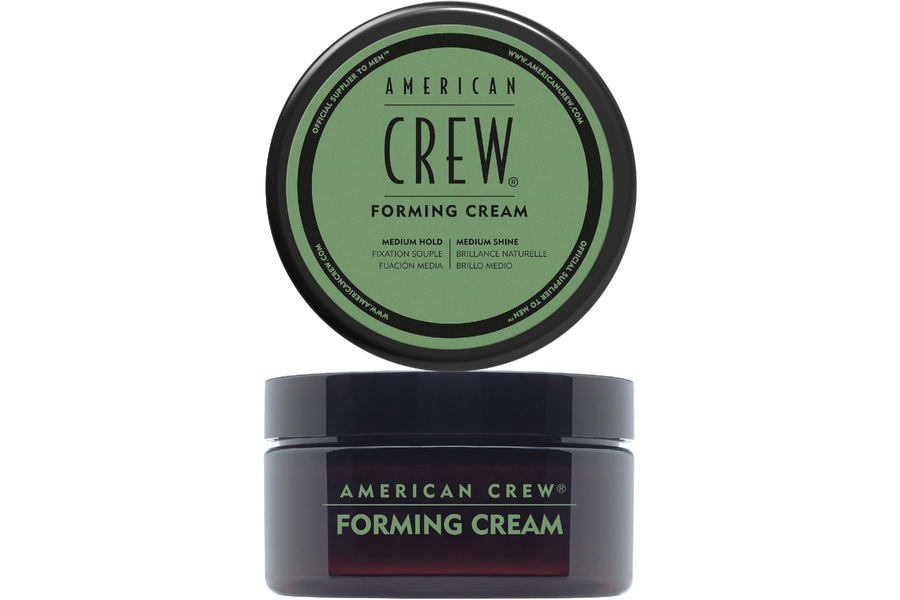 OFFICIAL SUPPLIER TO MEN™
WWW.AMERICANCREW.COM
AMERICAN
CREW®
FORMING CREAM
MEDIUM HOLD
FIXATION SOUPLE
FIJACIÓN MEDIA
MEDIUM SHINE
BRILLANCE NATURELLE
BRILLO MEDIO
WWW.AMERICANCREW.COM
OFFICIAL SUPPLIER TO MEN™
AMERICAN CREW®
FORMING CREAM